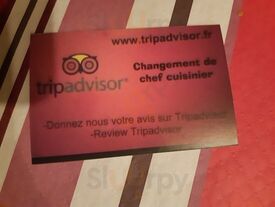 www.tripadvisor.fr
Changement de
chef cuisinier
tripadvisor®
-Donnez nous votre avis sur Tripadvisor
-Review Tripadvisor